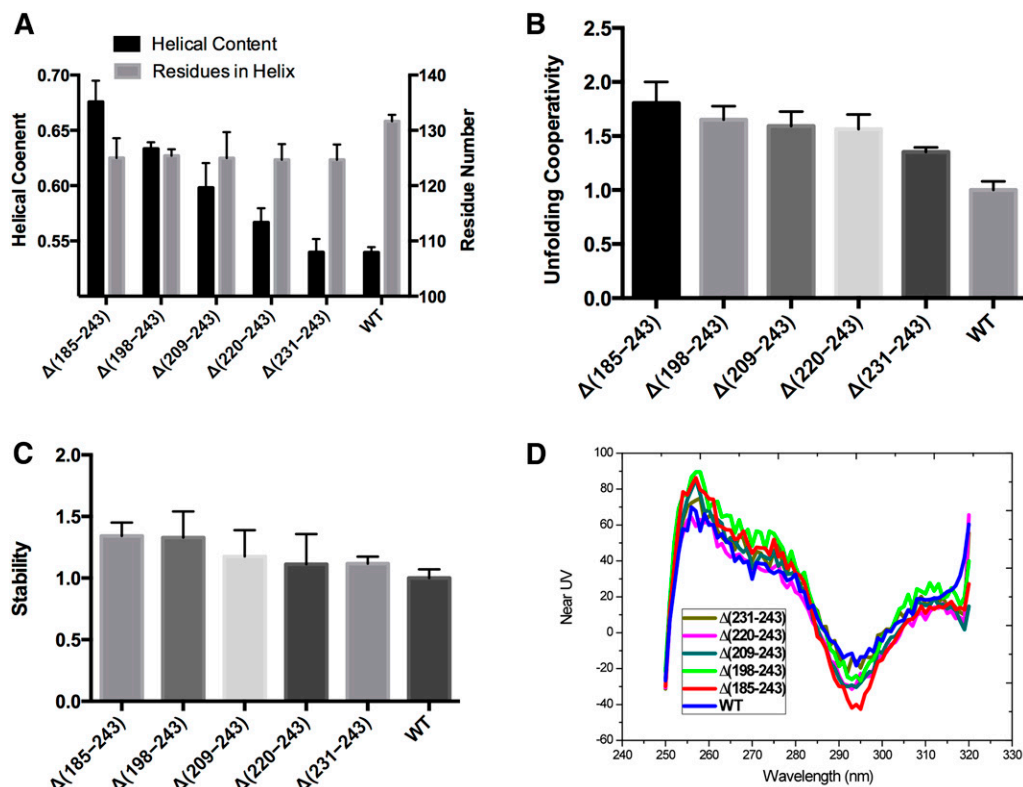 A
Helical Content
Residues in Helix
0.70
0.65
0.60
0.55
140
130
120
110
100
Helical Coenent
Residue Number
Δ(185–243)
Δ(198–243)
Δ(209–243)
Δ(220–243)
Δ(231–243)
WT
B
2.5
2.0
1.5
1.0
0.5
0.0
Unfolding Cooperativity
Δ(185–243)
Δ(198–243)
Δ(209–243)
Δ(220–243)
Δ(231–243)
WT
C
2.0
1.5
1.0
0.5
0.0
Stability
Δ(185–243)
Δ(198–243)
Δ(209–243)
Δ(220–243)
Δ(231–243)
WT
D
100
80
60
40
20
0
-20
-40
-60
Near UV
Δ(231-243)
Δ(220-243)
Δ(209-243)
Δ(198-243)
Δ(185-243)
WT
240 250 260 270 280 290 300 310 320 330
Wavelength (nm)